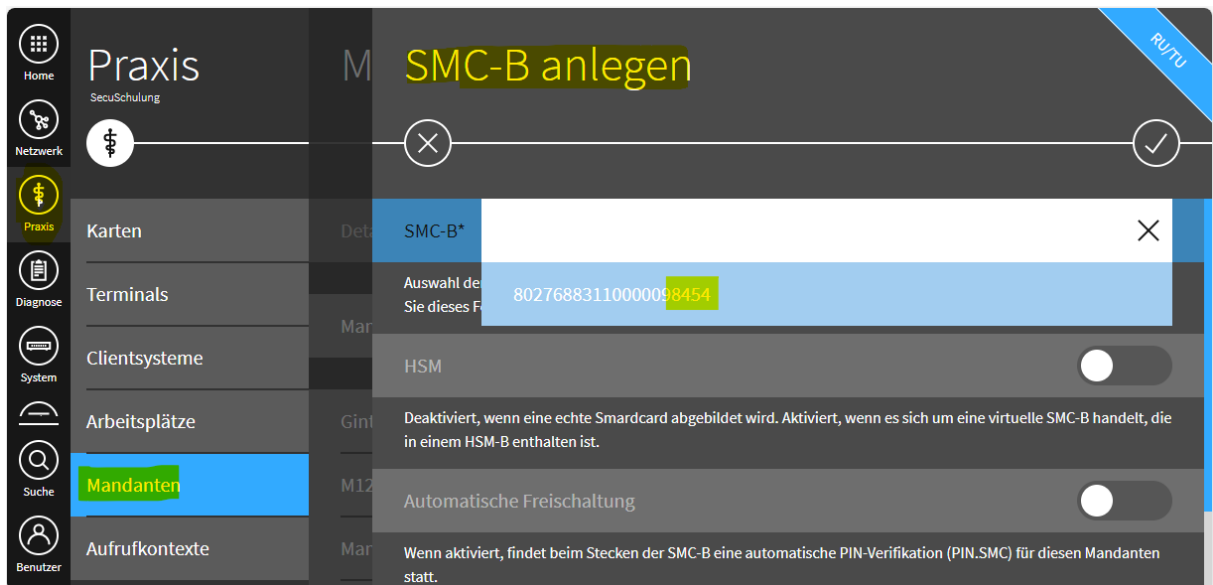 Home
Netzwerk
Praxis
Diagnose
System
Suche
Benutzer
Praxis
SecuSchulung
Karten
Terminals
Clientsysteme
Arbeitsplätze
Mandanten
Aufrufkontexte
M
Det
Mar
Gint
M12
Mar
SMC-B anlegen
RU/TU
SMC-B*
Auswahl de
Sie dieses F
80276883110000098454
HSM
Deaktiviert, wenn eine echte Smardcard abgebildet wird. Aktiviert, wenn es sich um eine virtuelle SMC-B handelt, die
in einem HSM-B enthalten ist.
Automatische Freischaltung
Wenn aktiviert, findet beim Stecken der SMC-B eine automatische PIN-Verifikation (PIN.SMC) für diesen Mandanten
statt.